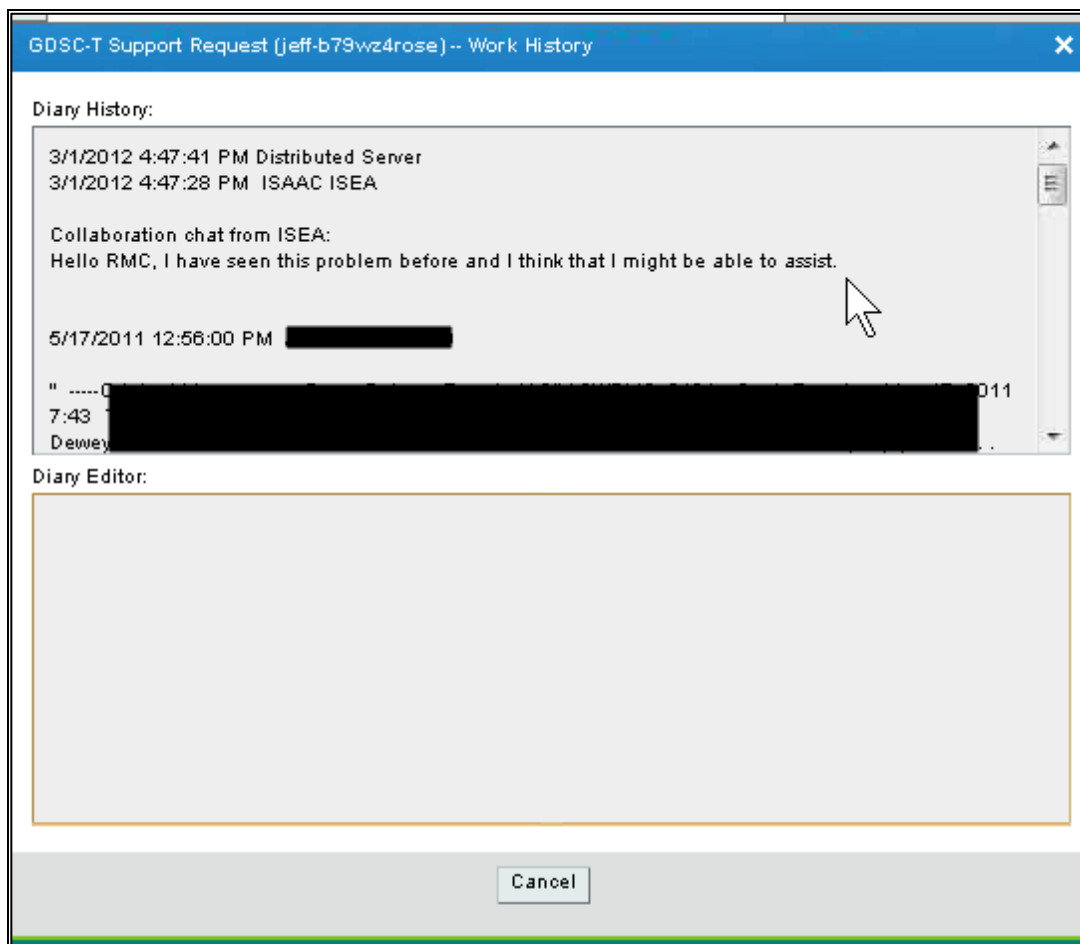 GDSC-T Support Request (jeff-b79wz4rose) -- Work History
Diary History:
3/1/2012 4:47:41 PM Distributed Server
3/1/2012 4:47:28 PM ISAAC ISEA
Collaboration chat from ISEA:
Hello RMC, I have seen this problem before and I think that I might be able to assist.
5/17/2011 12:56:00 PM
" -----O 011
7:43
Dewey . .
Diary Editor:
Cancel